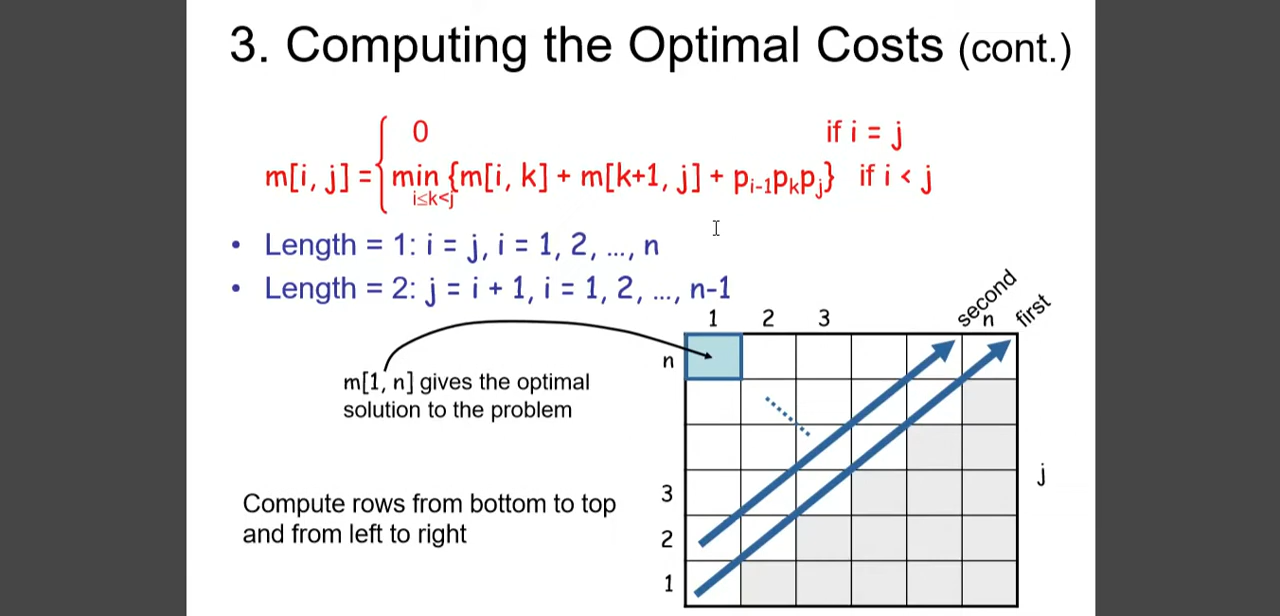 3. Computing the Optimal Costs (cont.)
0 if i = j
m[i, j] = { min {m[i, k] + m[k+1, j] + pi-1pkpj} if i < j
i≤k<j
• Length = 1: i = j, i = 1, 2, ..., n
• Length = 2: j = i + 1, i = 1, 2, ..., n-1
second
first
1 2 3 n
n
m[1, n] gives the optimal
solution to the problem
j
3
Compute rows from bottom to top
and from left to right
2
1